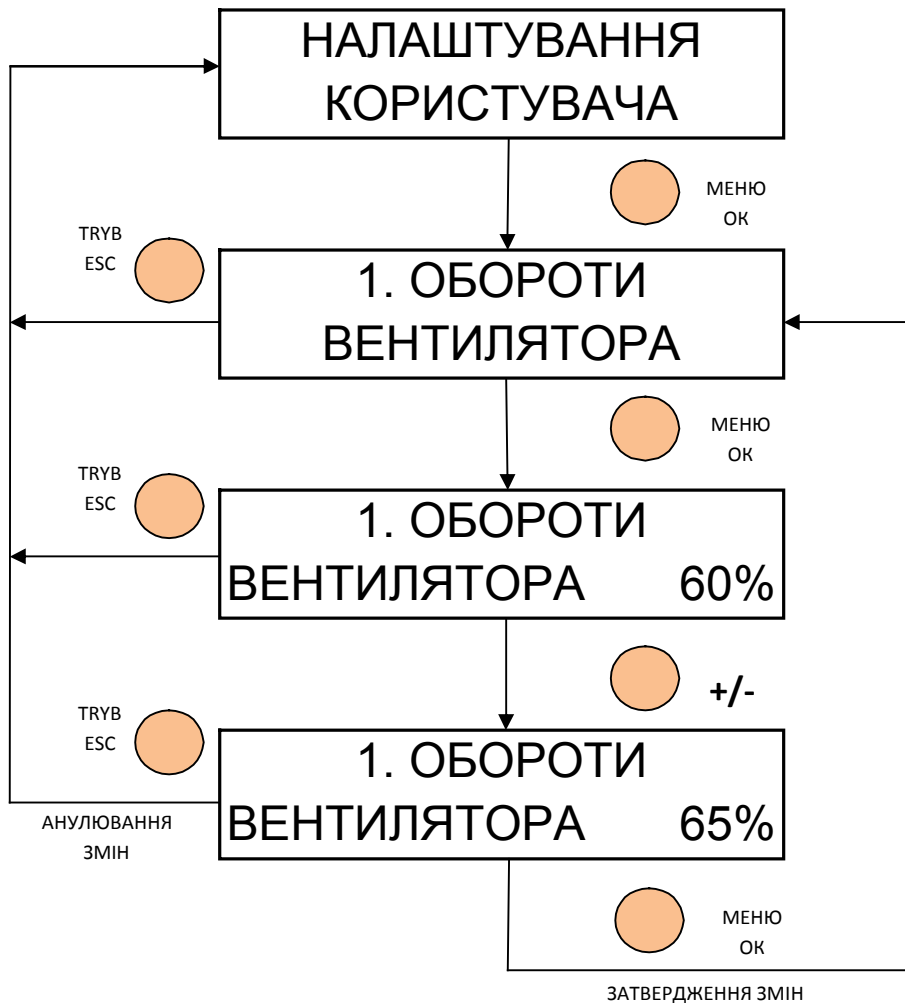 НАЛАШТУВАННЯ
КОРИСТУВАЧА
МЕНЮ
ОК
TRYB
ESC
1. ОБОРОТИ
ВЕНТИЛЯТОРА
МЕНЮ
ОК
TRYB
ESC
1. ОБОРОТИ
ВЕНТИЛЯТОРА 60%
+/-
TRYB
ESC
1. ОБОРОТИ
ВЕНТИЛЯТОРА 65%
АНУЛЮВАННЯ
ЗМІН
МЕНЮ
ОК
ЗАТВЕРДЖЕННЯ ЗМІН